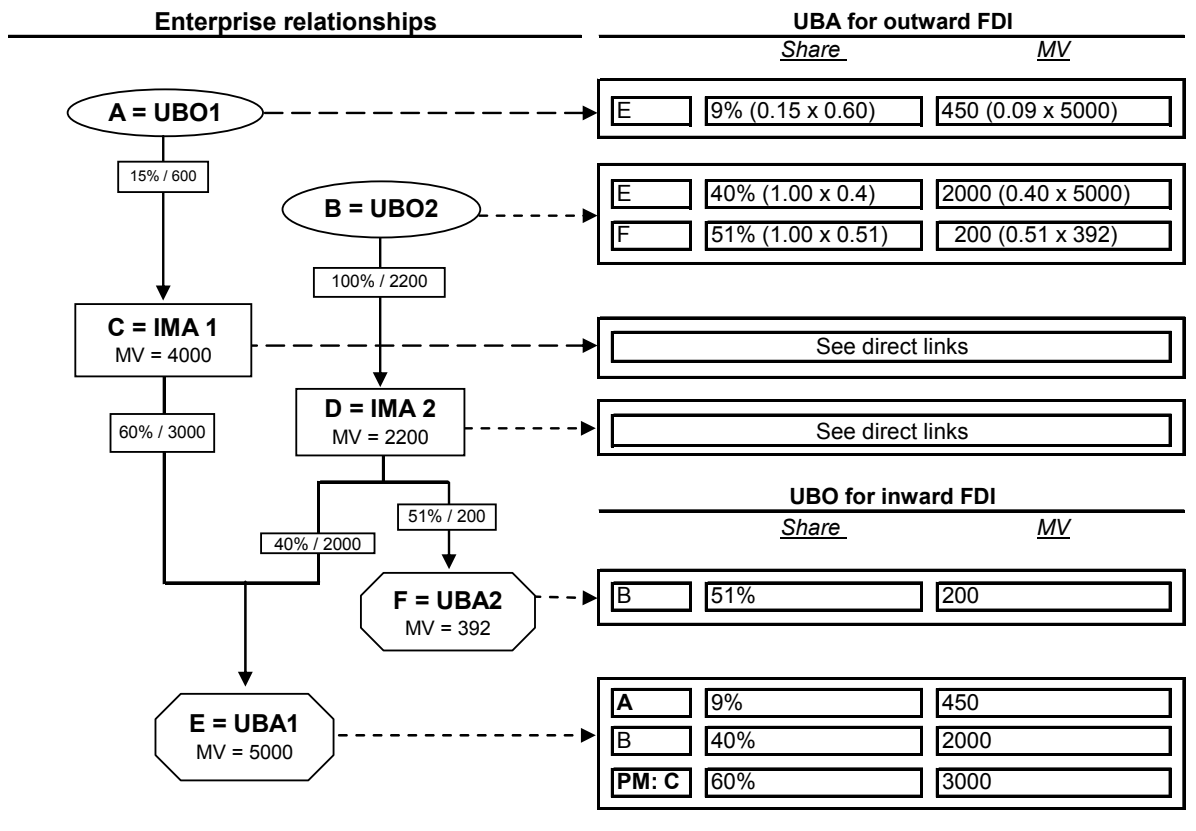 Enterprise relationships
UBA for outward FDI
Share MV
A = UBO1
E 9% (0.15 x 0.60) 450 (0.09 x 5000)
15% / 600
B = UBO2
E 40% (1.00 x 0.4) 2000 (0.40 x 5000)
F 51% (1.00 x 0.51) 200 (0.51 x 392)
100% / 2200
C = IMA 1
MV = 4000
See direct links
D = IMA 2
MV = 2200
See direct links
60% / 3000
UBO for inward FDI
Share MV
51% / 200
40% / 2000
F = UBA2
MV = 392
B 51% 200
E = UBA1
MV = 5000
A 9% 450
B 40% 2000
PM: C 60% 3000